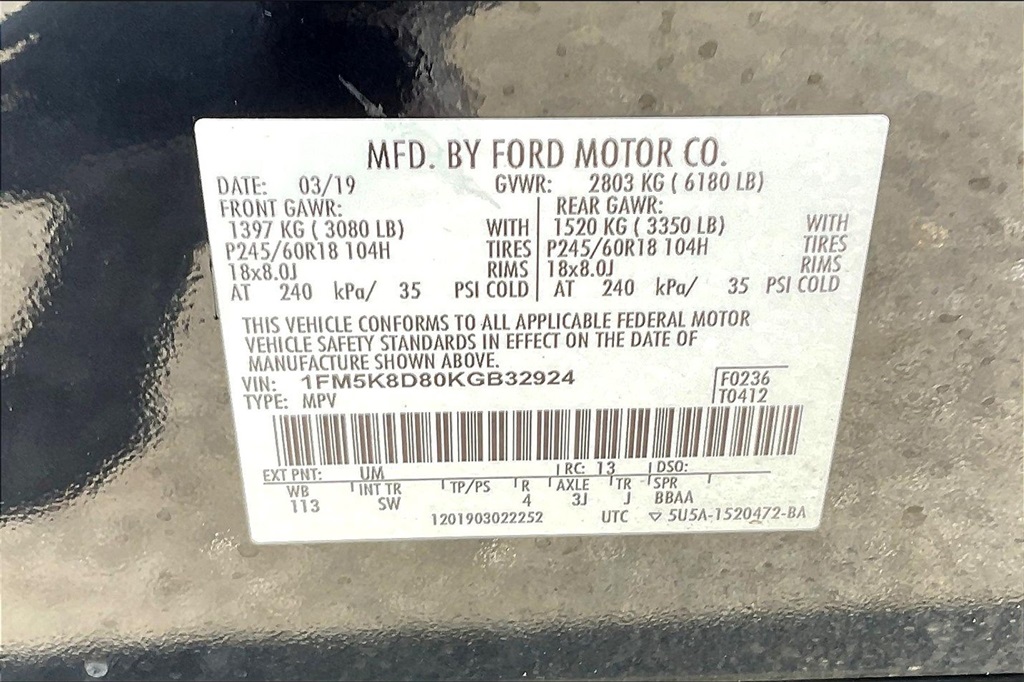 MFD. BY FORD MOTOR CO.
DATE: 03/19 GVWR: 2803 KG ( 6180 LB)
FRONT GAWR: REAR GAWR:
1397 KG ( 3080 LB) WITH 1520 KG ( 3350 LB) WITH
P245/60R18 104H TIRES P245/60R18 104H TIRES
18x8.0J RIMS 18x8.0J RIMS
AT 240 kPa/ 35 PSI COLD AT 240 kPa/ 35 PSI COLD
THIS VEHICLE CONFORMS TO ALL APPLICABLE FEDERAL MOTOR
VEHICLE SAFETY STANDARDS IN EFFECT ON THE DATE OF
MANUFACTURE SHOWN ABOVE.
VIN: 1FM5K8D80KGB32924 F0236
TYPE: MPV T0412
EXT PNT: UM RC: 13 DSO:
WB INT TR TP/PS R AXLE TR SPR
113 SW 4 3J J BBAA
1201903022252 UTC ▽ 5U5A-1520472-BA